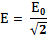 E = E₀/√2